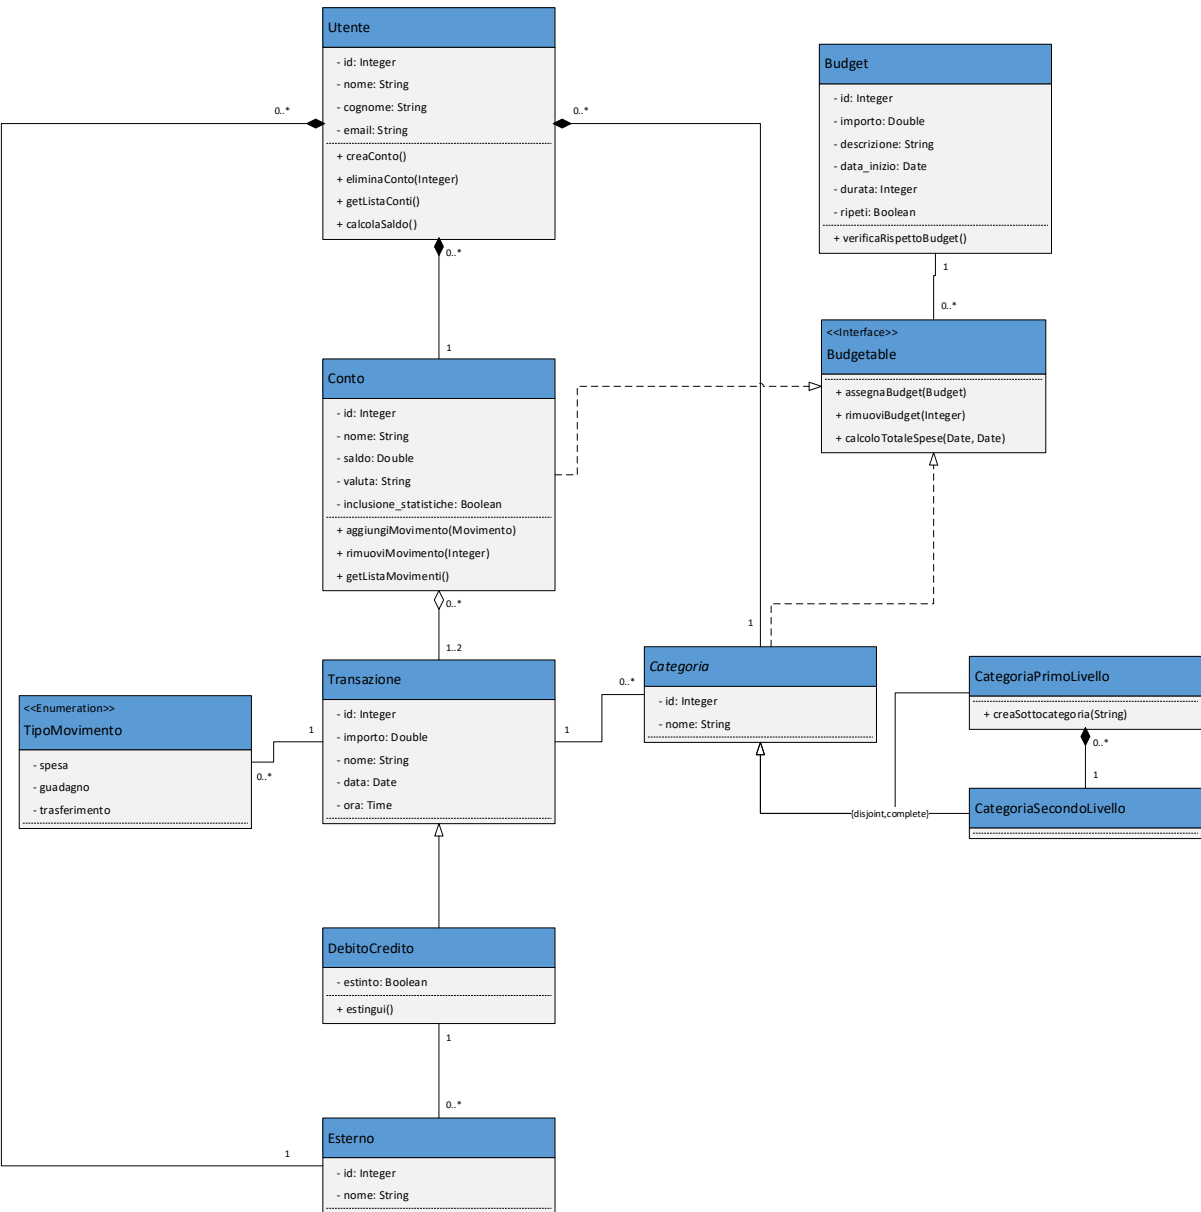 Utente
- id: Integer
- nome: String
- cognome: String
- email: String
+ creaConto()
+ eliminaConto(Integer)
+ getListaConti()
+ calcolaSaldo()
0..*
0..*
0..*
1
Budget
- id: Integer
- importo: Double
- descrizione: String
- data_inizio: Date
- durata: Integer
- ripeti: Boolean
+ verificaRispettoBudget()
1
0..*
<<Interface>>
Budgetable
+ assegnaBudget(Budget)
+ rimuoviBudget(Integer)
+ calcoloTotaleSpese(Date, Date)
Conto
- id: Integer
- nome: String
- saldo: Double
- valuta: String
- inclusione_statistiche: Boolean
+ aggiungiMovimento(Movimento)
+ rimuoviMovimento(Integer)
+ getListaMovimenti()
0..*
1..2
1
Categoria
- id: Integer
- nome: String
0..*
1
CategoriaPrimoLivello
+ creaSottocategoria(String)
0..*
1
CategoriaSecondoLivello
{disjoint,complete}
Transazione
- id: Integer
- importo: Double
- nome: String
- data: Date
- ora: Time
<<Enumeration>>
TipoMovimento
- spesa
- guadagno
- trasferimento
1
0..*
DebitoCredito
- estinto: Boolean
+ estingui()
1
0..*
1
Esterno
- id: Integer
- nome: String